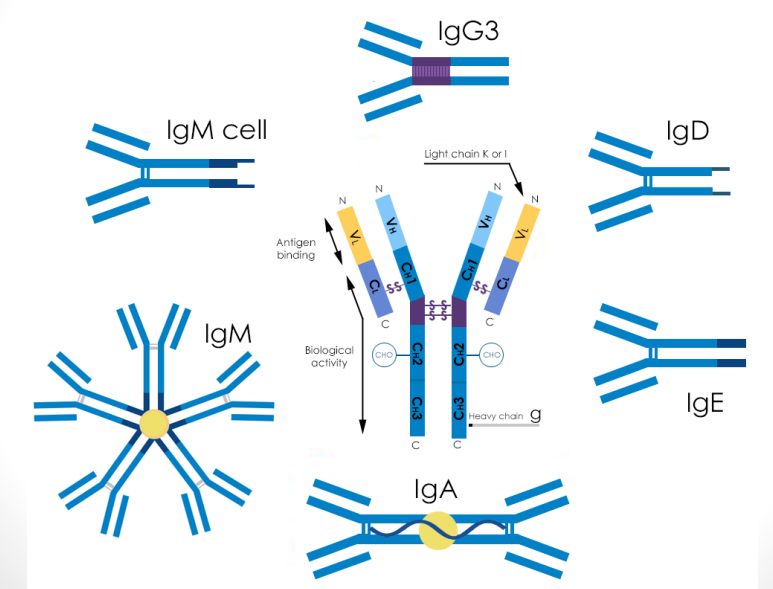 IgG3
IgM cell
IgD
Light chain K or I
N
N
N
N
VL
VH
VH
VL
Antigen
binding
CL
CH1
CH1
CL
S
S
S
S
S
S
S
S
C
C
IgM
Biological
activity
CHO
CH2
CH2
CHO
IgE
CH3
CH3
Heavy chain g
C
C
IgA